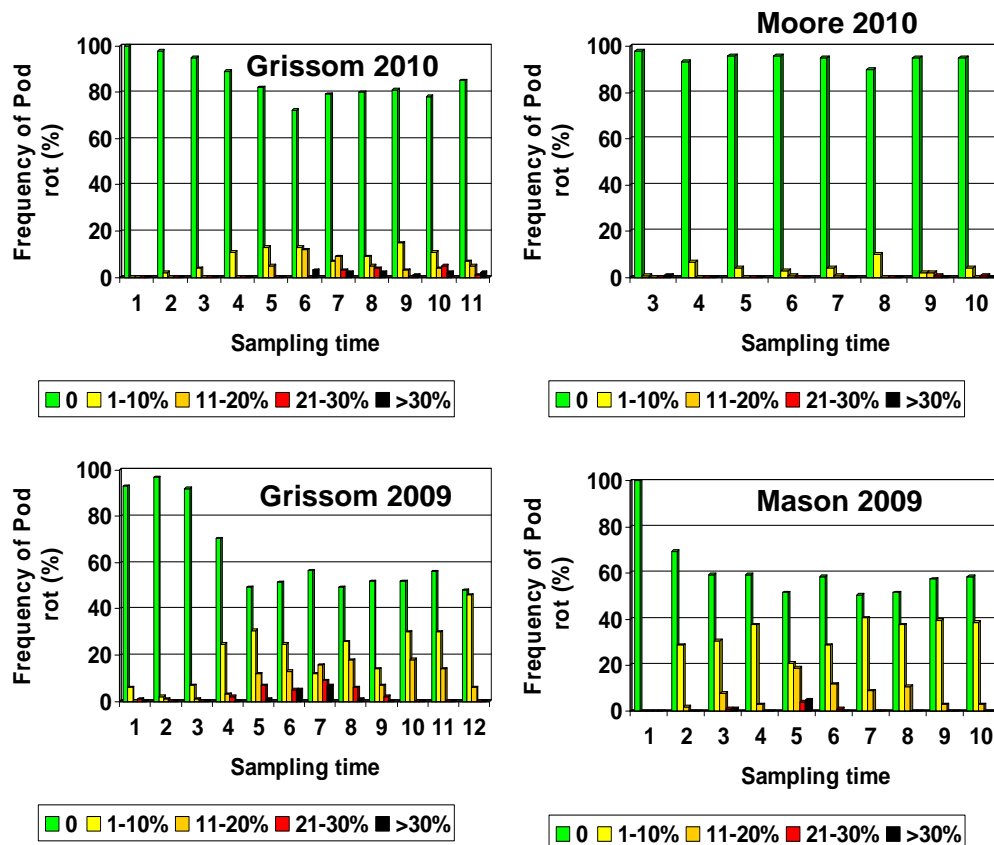 Grissom 2010
Frequency of Pod
rot (%)
100
80
60
40
20
0
1 2 3 4 5 6 7 8 9 10 11
Sampling time
0 1-10% 11-20% 21-30% >30%
Moore 2010
Frequency of Pod
rot (%)
100
80
60
40
20
0
3 4 5 6 7 8 9 10
Sampling time
0 1-10% 11-20% 21-30% >30%
Grissom 2009
Frequency of Pod
rot (%)
100
80
60
40
20
0
1 2 3 4 5 6 7 8 9 10 11 12
Sampling time
0 1-10% 11-20% 21-30% >30%
Mason 2009
Frequency of Pod
rot (%)
100
80
60
40
20
0
1 2 3 4 5 6 7 8 9 10
Sampling time
0 1-10% 11-20% 21-30% >30%